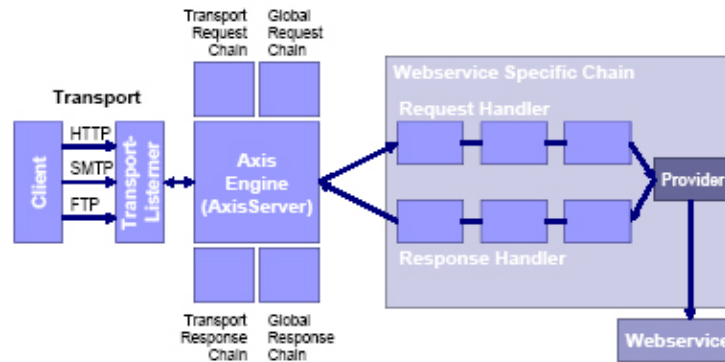 Transport
Request
Chain
Global
Request
Chain
Transport
HTTP
SMTP
FTP
Client
Transport-
Listerner
Axis
Engine
(AxisServer)
Webservice Specific Chain
Request Handler
Provider
Response Handler
Transport
Response
Chain
Global
Response
Chain
Webservice